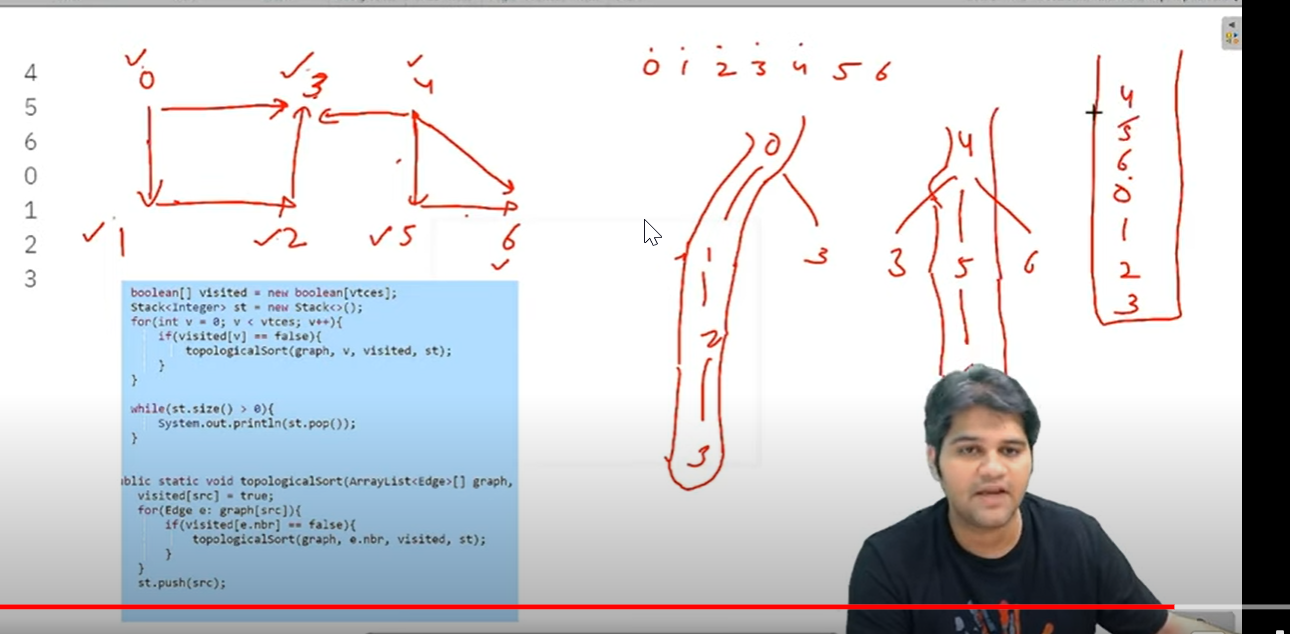 4
5
6
0
1
2
3
0 3 4
1 2 5 6
boolean[] visited = new boolean[vtces];
Stack<Integer> st = new Stack<>();
for(int v = 0; v < vtces; v++){
if(visited[v] == false){
topologicalSort(graph, v, visited, st);
}
}
while(st.size() > 0){
System.out.println(st.pop());
}
blic static void topologicalSort(ArrayList<Edge>[] graph,
visited[src] = true;
for(Edge e: graph[src]){
if(visited[e.nbr] == false){
topologicalSort(graph, e.nbr, visited, st);
}
}
st.push(src);
0 1 2 3 4 5 6
0
1 3
2
3
4
3 5 6
4
5
6
0
1
2
3